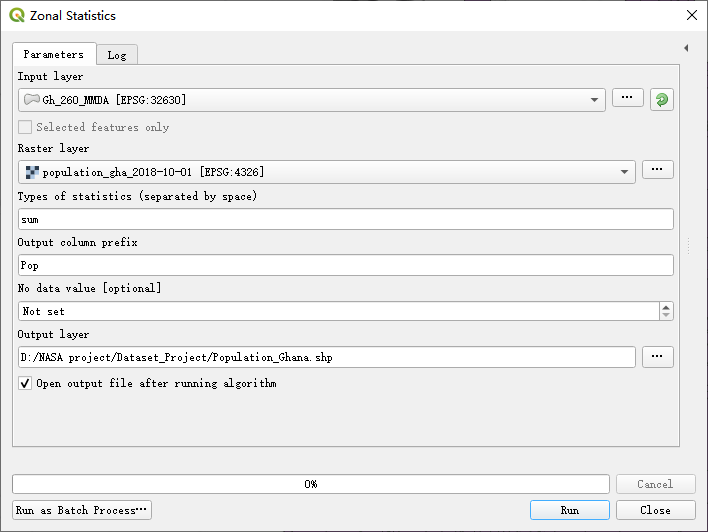 Zonal Statistics
Parameters Log
Input layer
Gh_260_MMDA [EPSG:32630]
...
Selected features only
Raster layer
population_gha_2018-10-01 [EPSG:4326]
...
Types of statistics (separated by space)
sum
Output column prefix
Pop
No data value [optional]
Not set
Output layer
D:/NASA project/Dataset_Project/Population_Ghana.shp
...
Open output file after running algorithm
0%
Cancel
Run as Batch Process…
Run
Close